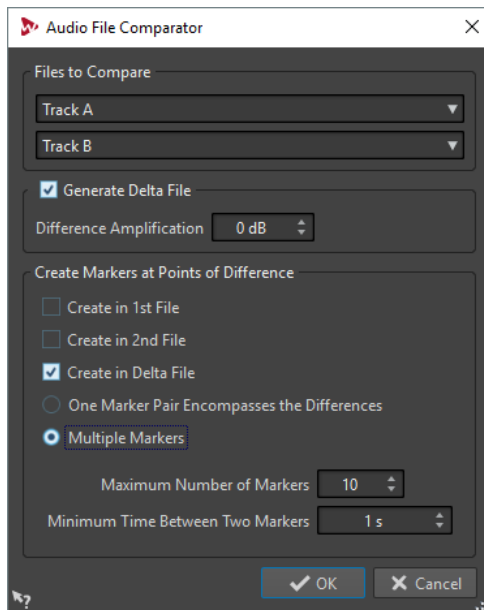 Audio File Comparator
Files to Compare
Track A
Track B
Generate Delta File
Difference Amplification 0 dB
Create Markers at Points of Difference
Create in 1st File
Create in 2nd File
Create in Delta File
One Marker Pair Encompasses the Differences
Multiple Markers
Maximum Number of Markers 10
Minimum Time Between Two Markers 1 s
OK Cancel
?